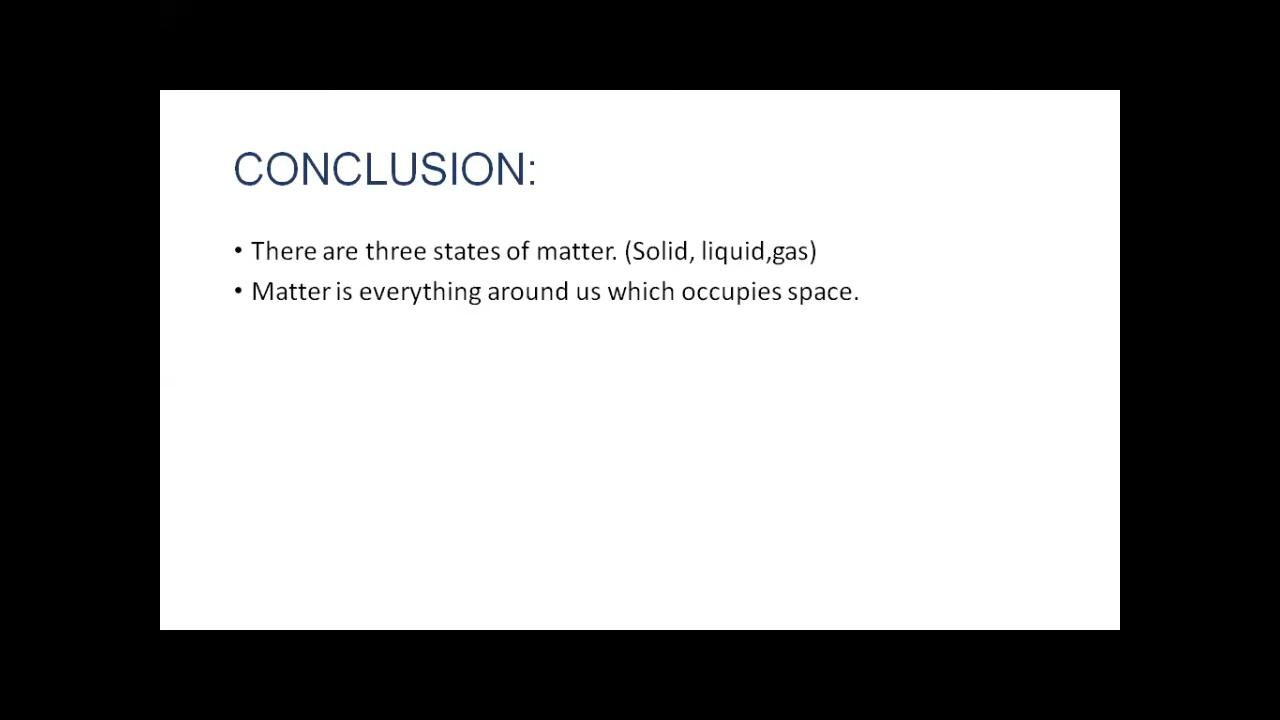 CONCLUSION:
• There are three states of matter. (Solid, liquid,gas)
• Matter is everything around us which occupies space.